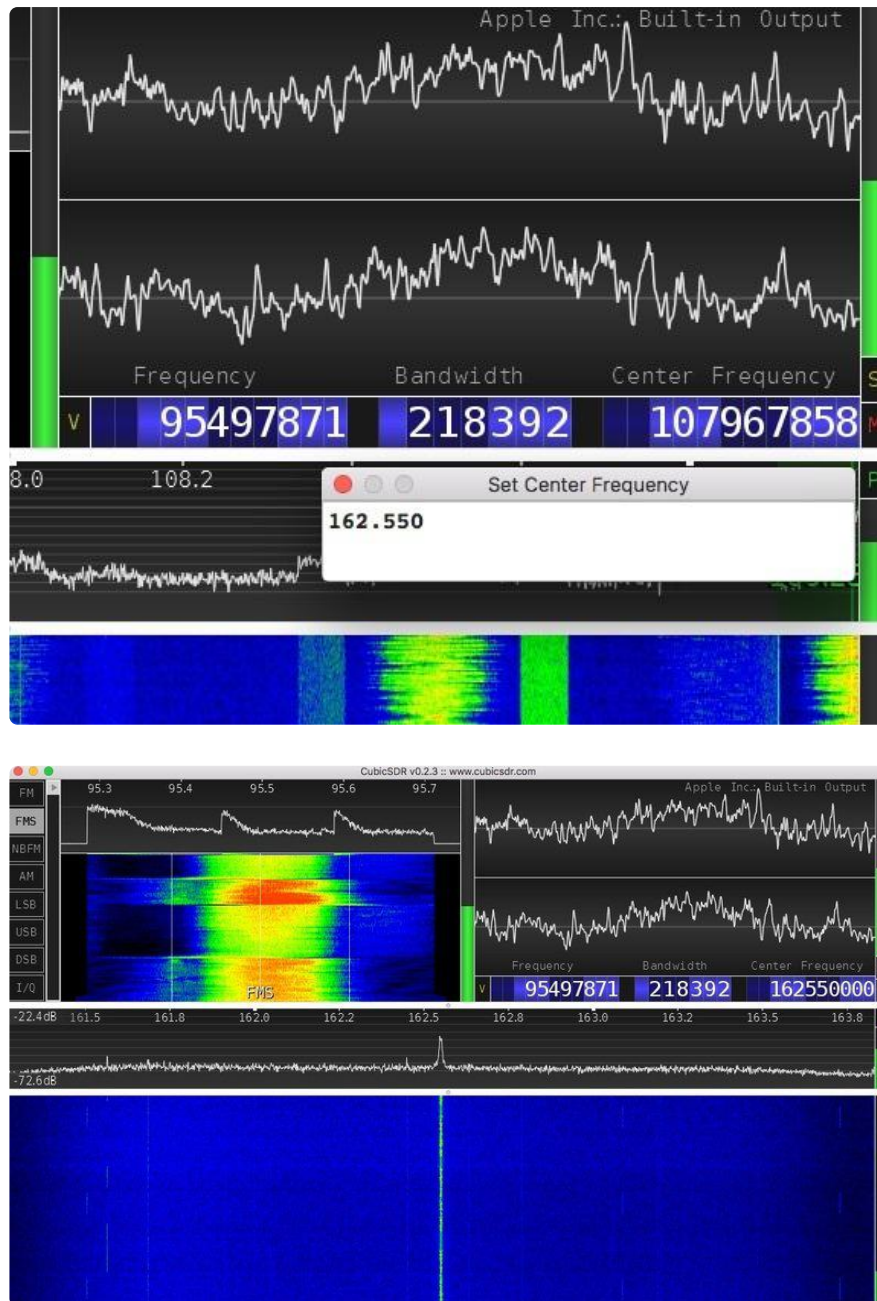 Apple Inc.: Built-in Output
Frequency Bandwidth Center Frequency
V 95497871 218392 107967858
8.0 108.2
Set Center Frequency
162.550
CubicSDR v0.2.3 :: www.cubicsdr.com
FM
FMS
NBFM
AM
LSB
USB
DSB
I/Q
95.3 95.4 95.5 95.6 95.7
FMS
Apple Inc.: Built-in Output
Frequency Bandwidth Center Frequency
V 95497871 218392 162550000
-22.4dB 161.5 161.8 162.0 162.2 162.5 162.8 163.0 163.2 163.5 163.8
-72.6dB